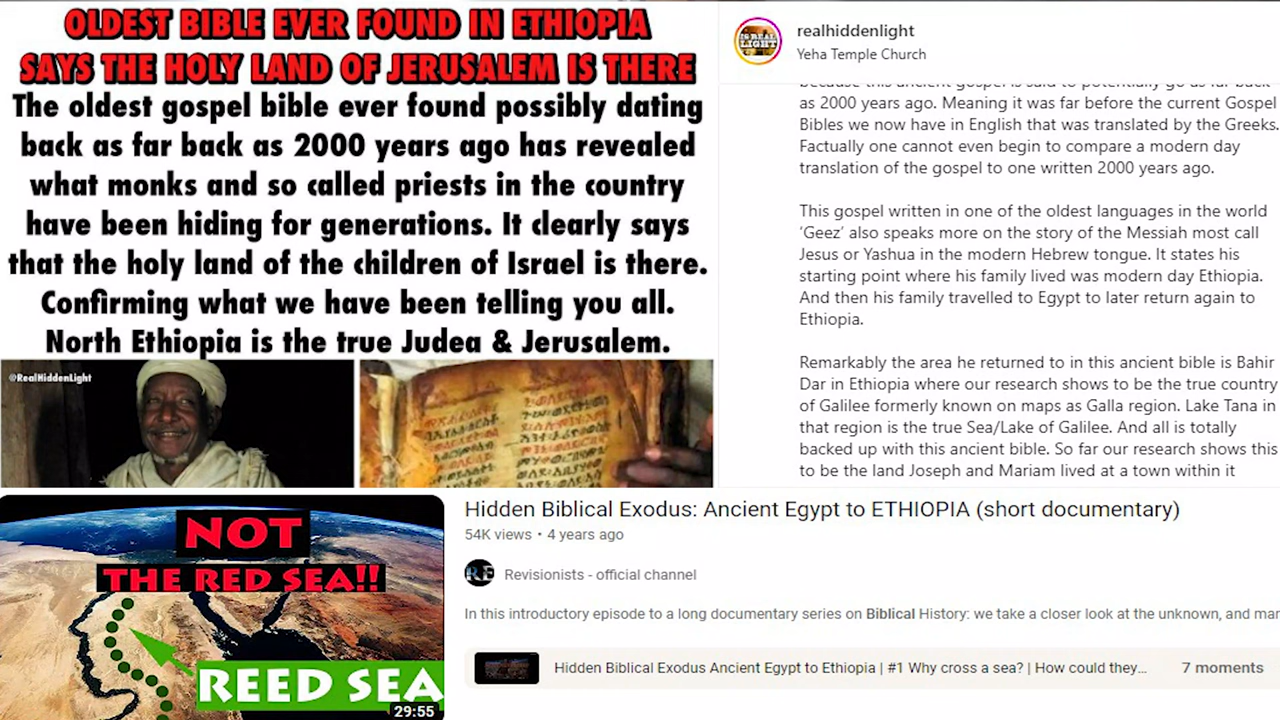 OLDEST BIBLE EVER FOUND IN ETHIOPIA
SAYS THE HOLY LAND OF JERUSALEM IS THERE
The oldest gospel bible ever found possibly dating
back as far back as 2000 years ago has revealed
what monks and so called priests in the country
have been hiding for generations. It clearly says
that the holy land of the children of Israel is there.
Confirming what we have been telling you all.
North Ethiopia is the true Judea & Jerusalem.
@RealHiddenLight
realhiddenlight
Yeha Temple Church
because this ancient gospel is said to potentially go as far back
as 2000 years ago. Meaning it was far before the current Gospel
Bibles we now have in English that was translated by the Greeks.
Factually one cannot even begin to compare a modern day
translation of the gospel to one written 2000 years ago.
This gospel written in one of the oldest languages in the world
‘Geez’ also speaks more on the story of the Messiah most call
Jesus or Yashua in the modern Hebrew tongue. It states his
starting point where his family lived was modern day Ethiopia.
And then his family travelled to Egypt to later return again to
Ethiopia.
Remarkably the area he returned to in this ancient bible is Bahir
Dar in Ethiopia where our research shows to be the true country
of Galilee formerly known on maps as Galla region. Lake Tana in
that region is the true Sea/Lake of Galilee. And all is totally
backed up with this ancient bible. So far our research shows this
to be the land Joseph and Mariam lived at a town within it
NOT
THE RED SEA!!
REED SEA
29:55
Hidden Biblical Exodus: Ancient Egypt to ETHIOPIA (short documentary)
54K views • 4 years ago
Revisionists - official channel
In this introductory episode to a long documentary series on Biblical History: we take a closer look at the unknown, and
Hidden Biblical Exodus Ancient Egypt to Ethiopia | #1 Why cross a sea? | How could they...
7 moments